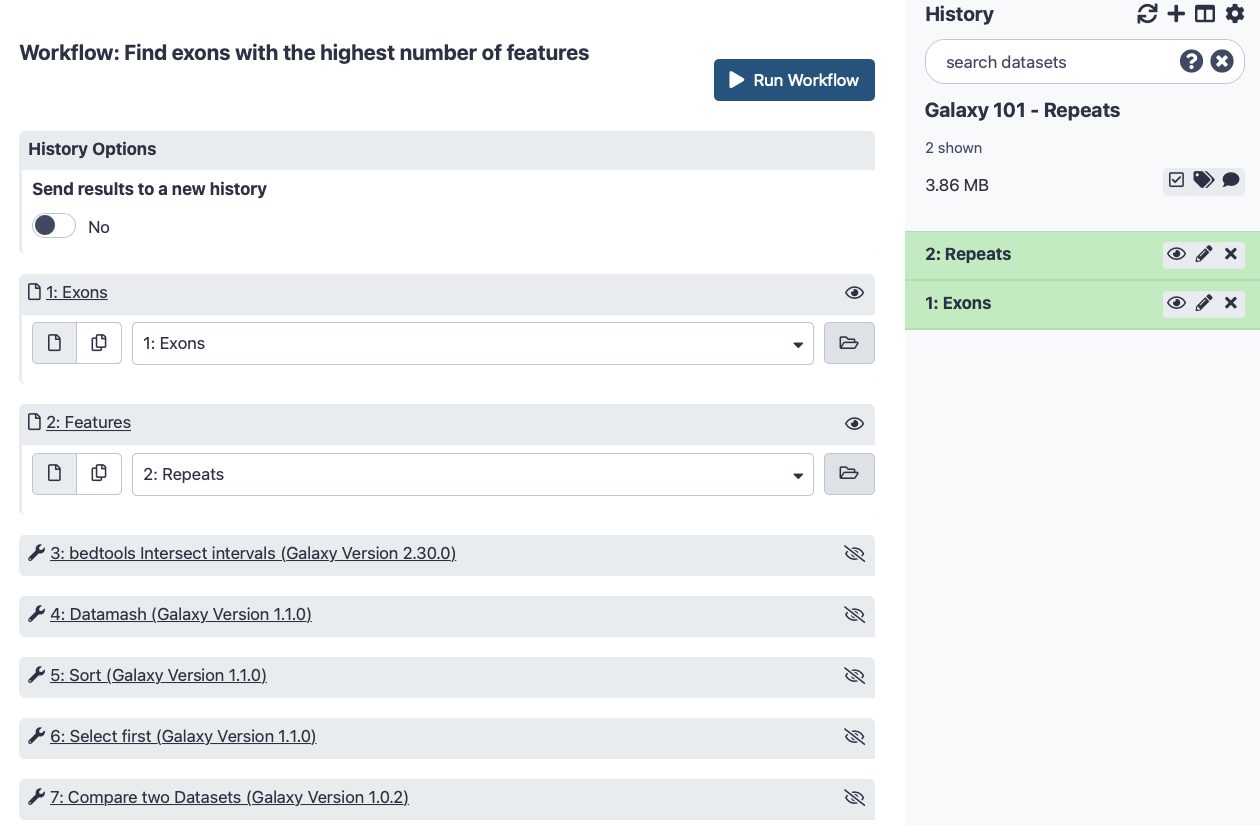 Workflow: Find exons with the highest number of features
Run Workflow
History Options
Send results to a new history
No
1: Exons
1: Exons
2: Features
2: Repeats
3: bedtools Intersect intervals (Galaxy Version 2.30.0)
4: Datamash (Galaxy Version 1.1.0)
5: Sort (Galaxy Version 1.1.0)
6: Select first (Galaxy Version 1.1.0)
7: Compare two Datasets (Galaxy Version 1.0.2)
History
search datasets
Galaxy 101 - Repeats
2 shown
3.86 MB
2: Repeats
1: Exons